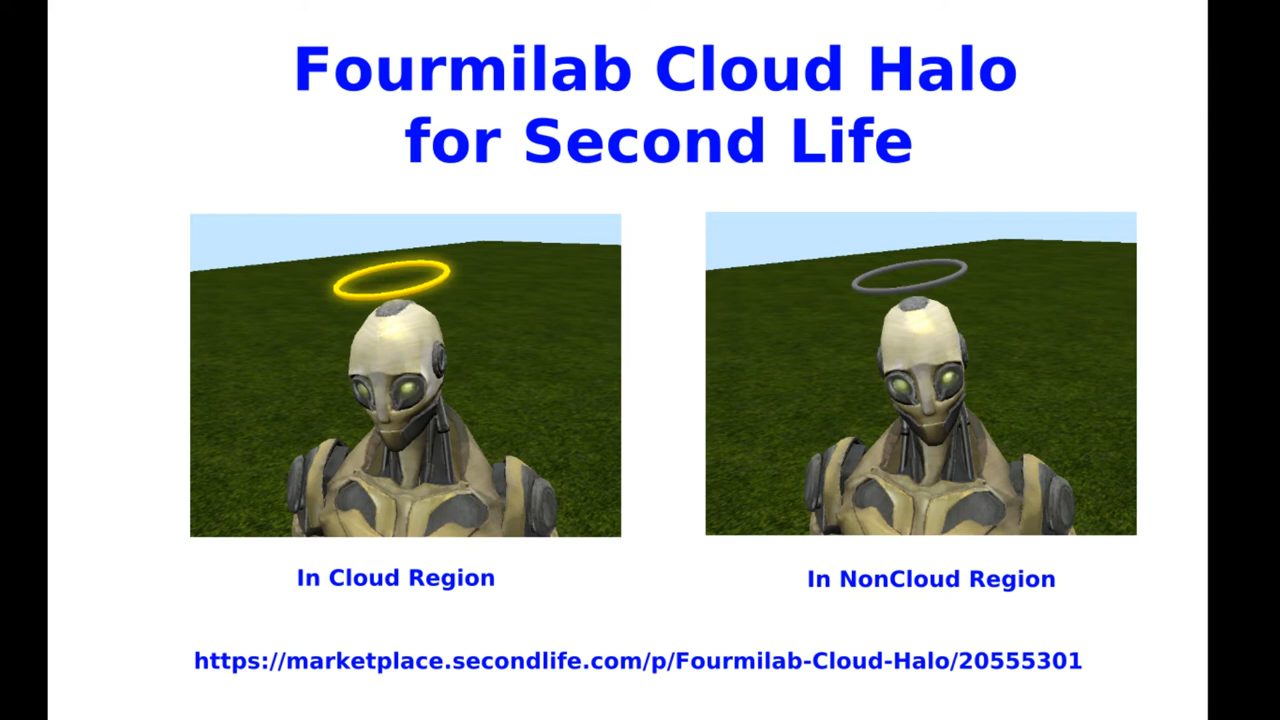 Fourmilab Cloud Halo
for Second Life
In Cloud Region
In NonCloud Region
https://marketplace.secondlife.com/p/Fourmilab-Cloud-Halo/20555301